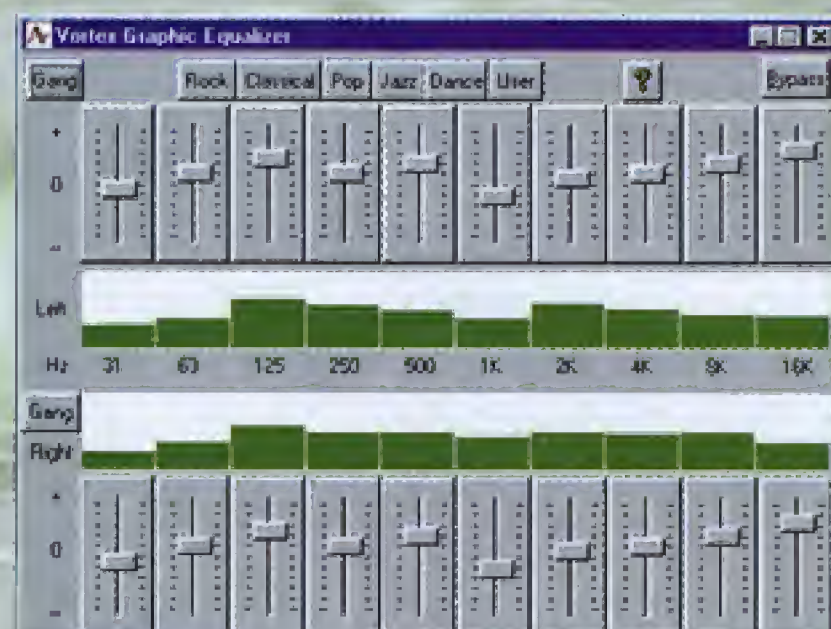 Vortex Graphic Equalizer
Gang Rock Classical Pop Jazz Dance User ? Bypass
+
0
-
Left
Hz 31 63 125 250 500 1K 2K 4K 8K 16K
Gang
Right
+
0
-